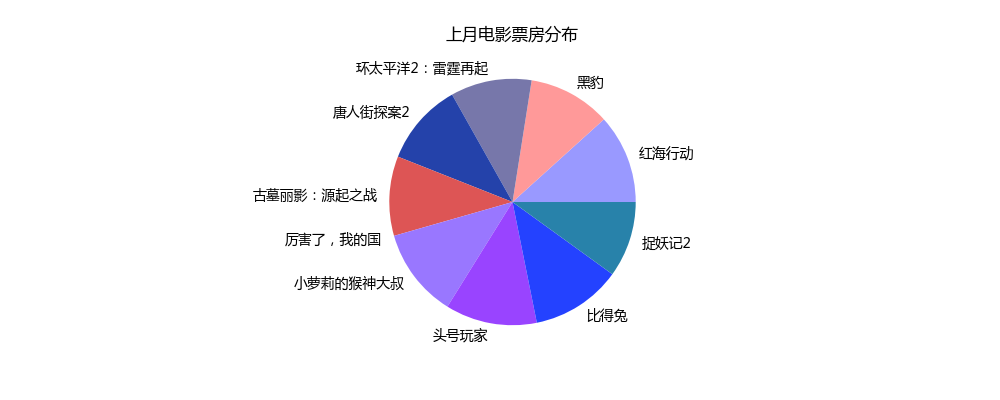 上月电影票房分布
环太平洋2：雷霆再起
黑豹
唐人街探案2
红海行动
古墓丽影：源起之战
厉害了，我的国
捉妖记2
小萝莉的猴神大叔
比得兔
头号玩家